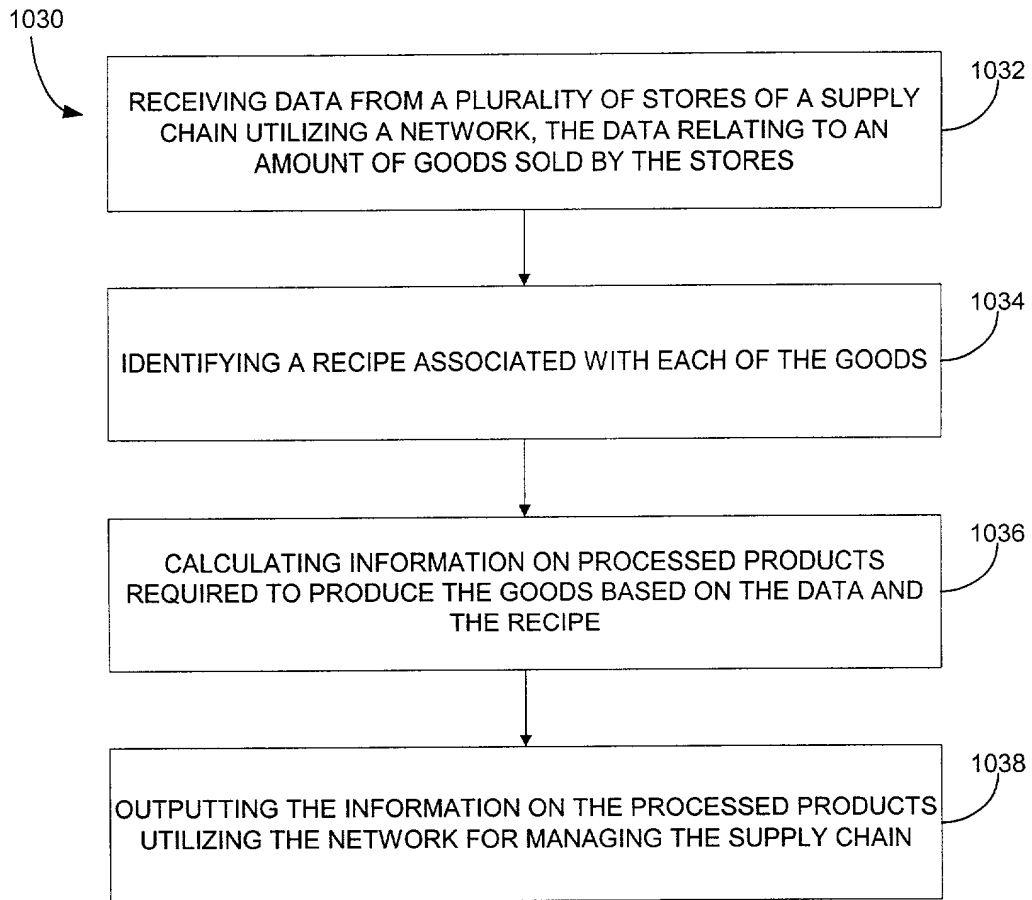 1030
1032
RECEIVING DATA FROM A PLURALITY OF STORES OF A SUPPLY
CHAIN UTILIZING A NETWORK, THE DATA RELATING TO AN
AMOUNT OF GOODS SOLD BY THE STORES
1034
IDENTIFYING A RECIPE ASSOCIATED WITH EACH OF THE GOODS
1036
CALCULATING INFORMATION ON PROCESSED PRODUCTS
REQUIRED TO PRODUCE THE GOODS BASED ON THE DATA AND
THE RECIPE
1038
OUTPUTTING THE INFORMATION ON THE PROCESSED PRODUCTS
UTILIZING THE NETWORK FOR MANAGING THE SUPPLY CHAIN